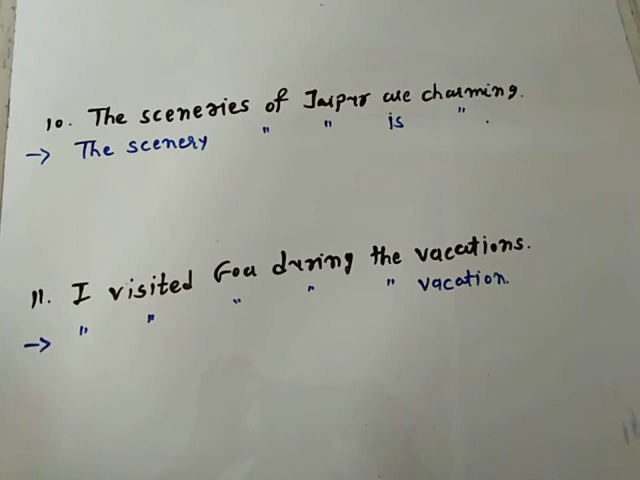 10. The sceneries of Jaipur are charming.
→ The scenery " " is " .
11. I visited Goa during the vacations.
→ " " " " " vacation.